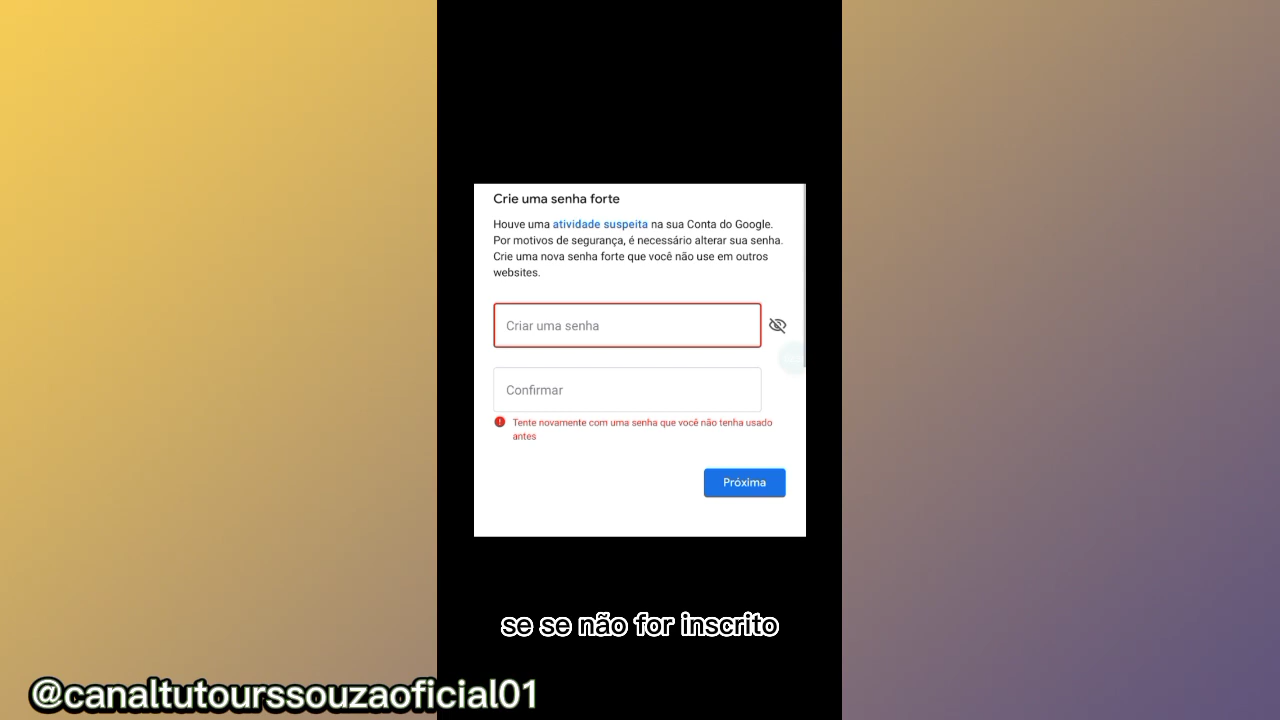 Crie uma senha forte
Houve uma atividade suspeita na sua Conta do Google.
Por motivos de segurança, é necessário alterar sua senha.
Crie uma nova senha forte que você não use em outros
websites.
Criar uma senha
Confirmar
Tente novamente com uma senha que você não tenha usado
antes
Próxima
se se não for inscrito
@canaltutourssouzaoficial01